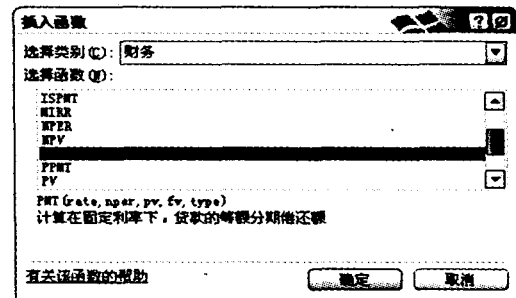 插入函数
选择类别(C): 财务
选择函数(N):
ISPMT
MIRR
NPER
NPV
PPMT
PV
PMT(rate,nper,pv,fv,type)
计算在固定利率下，贷款的等额分期偿还额
有关该函数的帮助
确定
取消